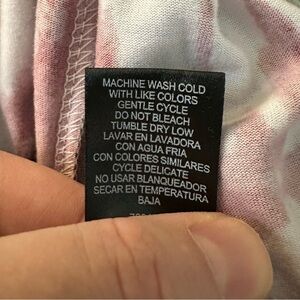 MACHINE WASH COLD
WITH LIKE COLORS
GENTLE CYCLE
DO NOT BLEACH
TUMBLE DRY LOW
LAVAR EN LAVADORA
CON AGUA FRIA
CON COLORES SIMILARES
CYCLE DELICATE
NO USAR BLANQUEADOR
SECAR EN TEMPERATURA
BAJA